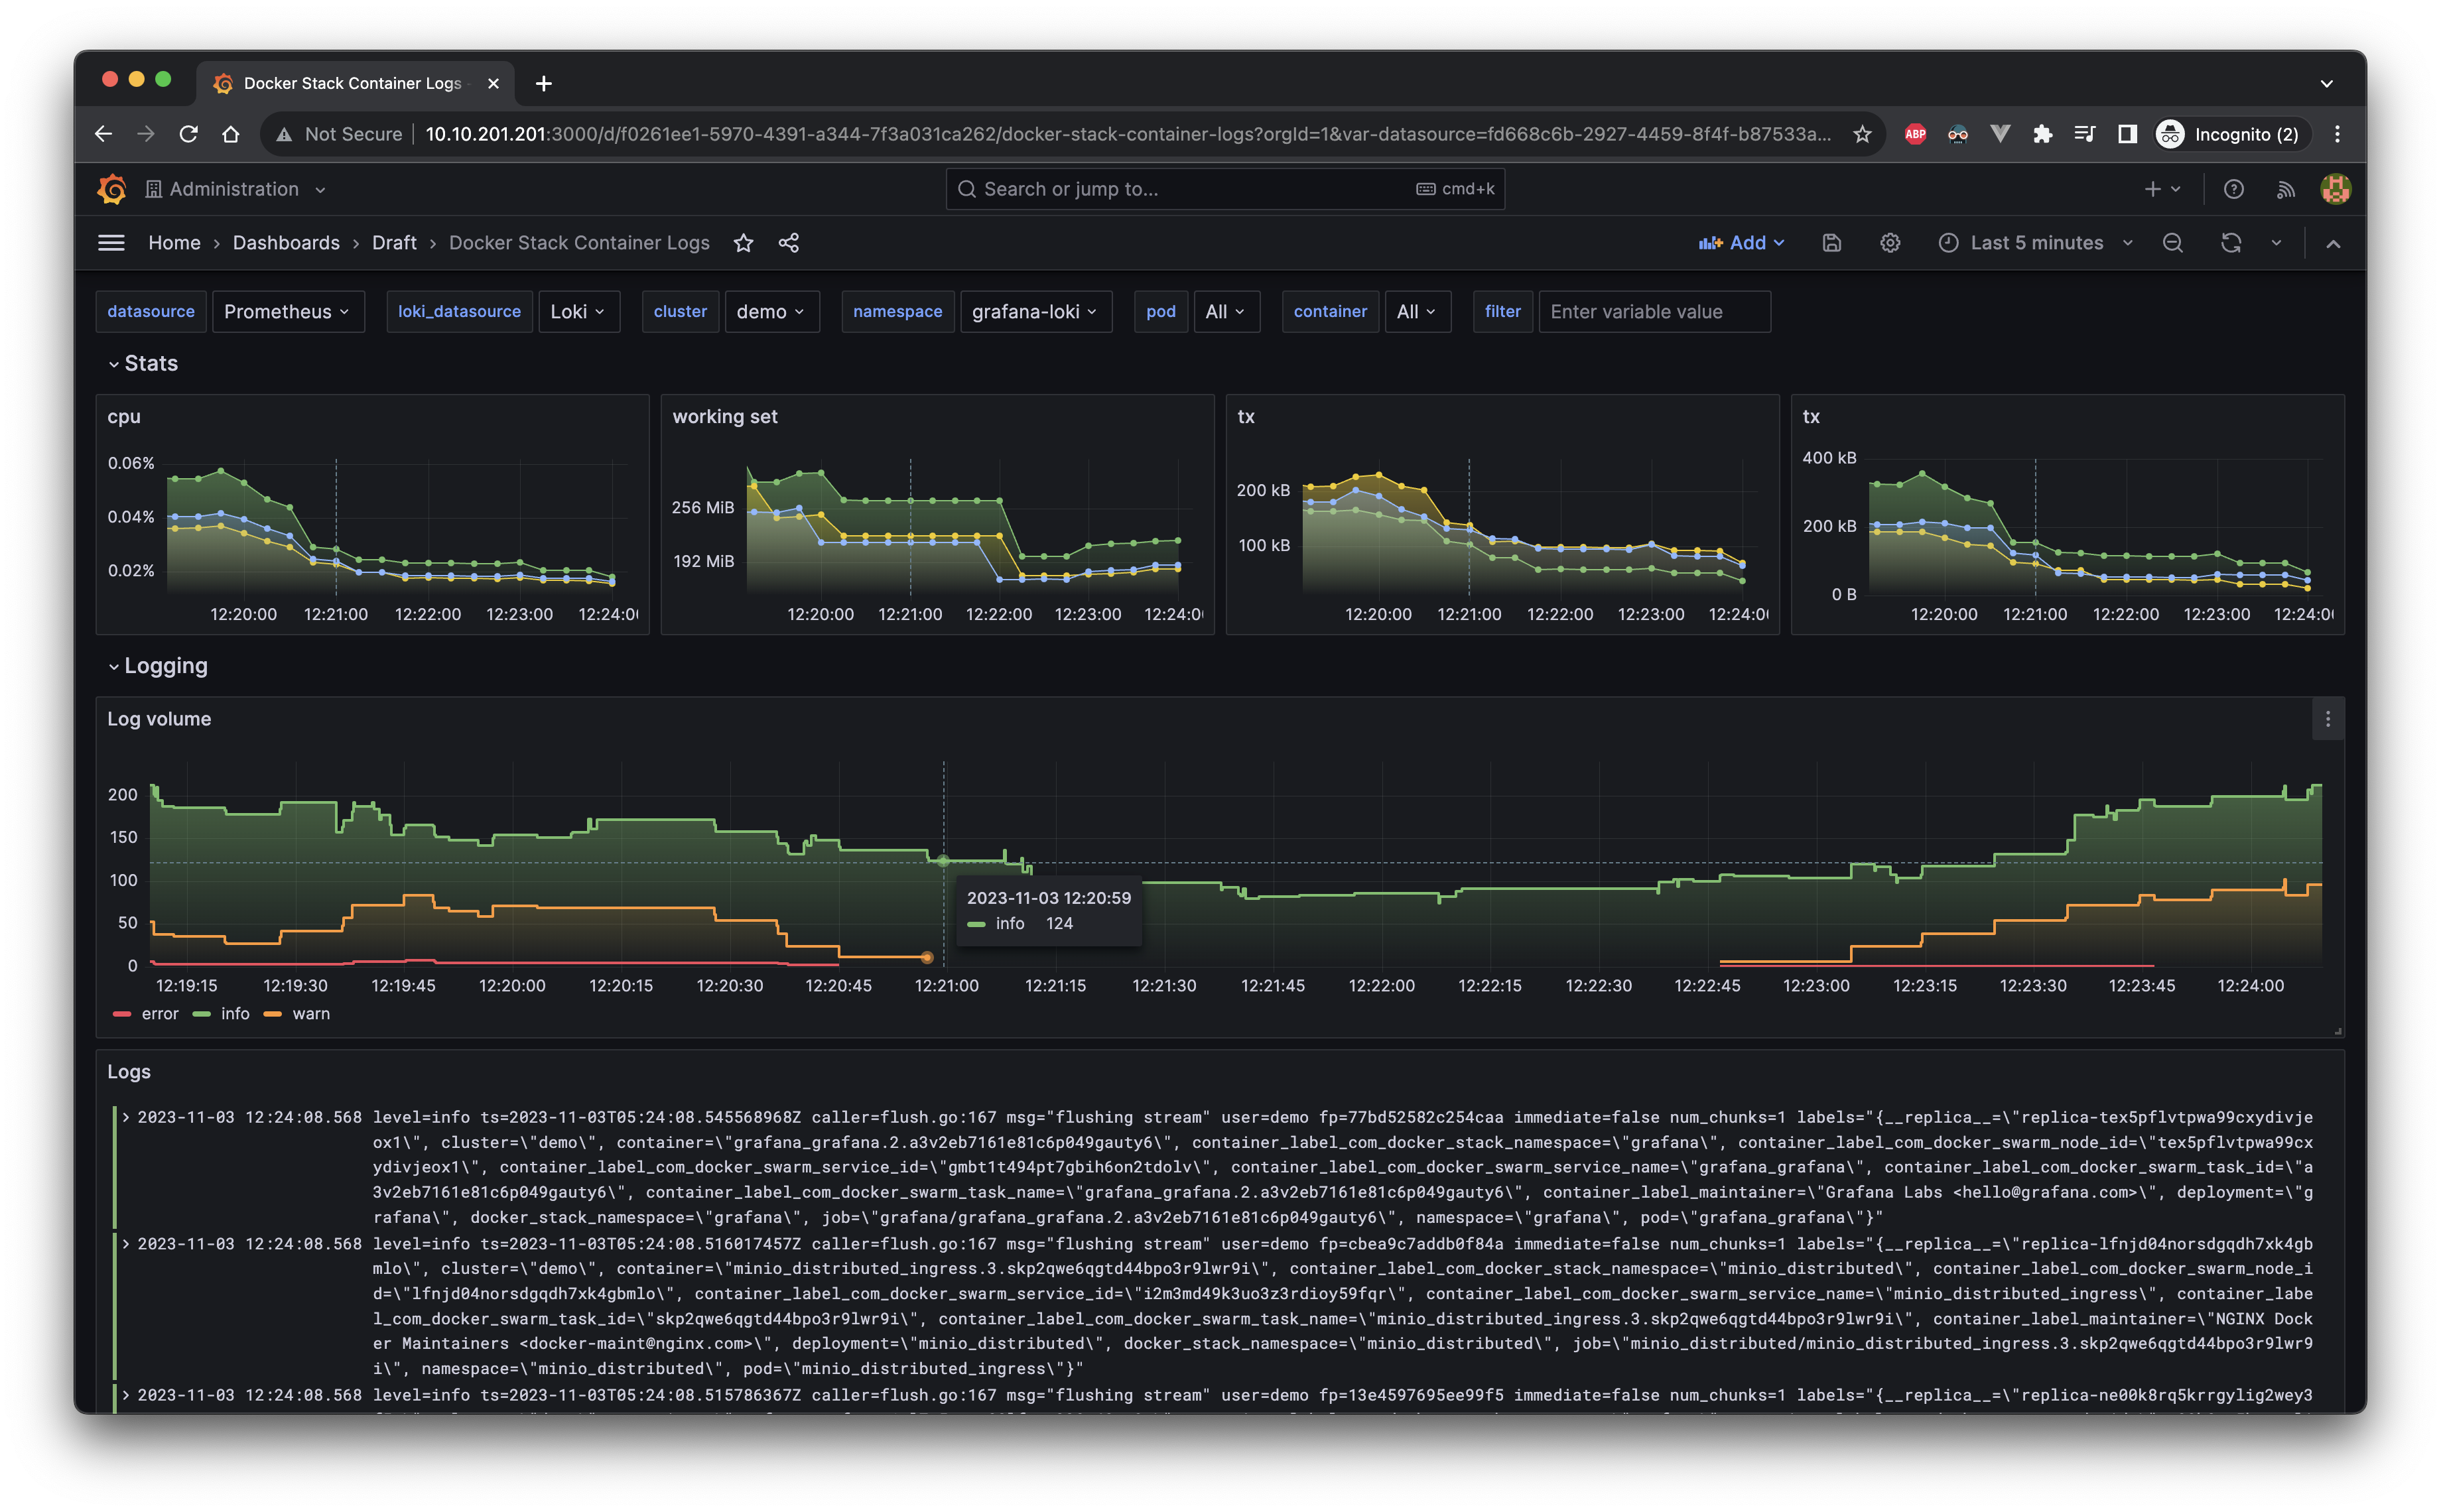 Docker Stack Container Logs -
Not Secure 10.10.201.201:3000/d/f0261ee1-5970-4391-a344-7f3a031ca262/docker-stack-container-logs?orgId=1&var-datasource=fd668c6b-2927-4459-8f4f-b87533a... ABP Incognito (2)
Administration Search or jump to... cmd+k
Home › Dashboards › Draft › Docker Stack Container Logs Add Last 5 minutes
datasource Prometheus loki_datasource Loki cluster demo namespace grafana-loki pod All container All filter Enter variable value
Stats
cpu
0.06%
0.04%
0.02%
12:20:00 12:21:00 12:22:00 12:23:00 12:24:0
working set
256 MiB
192 MiB
12:20:00 12:21:00 12:22:00 12:23:00 12:24:0
tx
200 kB
100 kB
12:20:00 12:21:00 12:22:00 12:23:00 12:24:0
tx
400 kB
200 kB
0 B
12:20:00 12:21:00 12:22:00 12:23:00 12:24:0
Logging
Log volume
200
150
100
50
0
2023-11-03 12:20:59
info 124
12:19:15 12:19:30 12:19:45 12:20:00 12:20:15 12:20:30 12:20:45 12:21:00 12:21:15 12:21:30 12:21:45 12:22:00 12:22:15 12:22:30 12:22:45 12:23:00 12:23:15 12:23:30 12:23:45 12:24:00
error info warn
Logs
2023-11-03 12:24:08.568 level=info ts=2023-11-03T05:24:08.545568968Z caller=flush.go:167 msg="flushing stream" user=demo fp=77bd52582c254caa immediate=false num_chunks=1 labels="{__replica__=\"replica-tex5pflvtpwa99cxydivje
ox1\", cluster=\"demo\", container=\"grafana_grafana.2.a3v2eb7161e81c6p049gauty6\", container_label_com_docker_stack_namespace=\"grafana\", container_label_com_docker_swarm_node_id=\"tex5pflvtpwa99cx
ydivjeox1\", container_label_com_docker_swarm_service_id=\"gmbt1t494pt7gbih6on2tdolv\", container_label_com_docker_swarm_service_name=\"grafana_grafana\", container_label_com_docker_swarm_task_id=\"a
3v2eb7161e81c6p049gauty6\", container_label_com_docker_swarm_task_name=\"grafana_grafana.2.a3v2eb7161e81c6p049gauty6\", container_label_maintainer=\"Grafana Labs <hello@grafana.com>\", deployment=\"g
rafana\", docker_stack_namespace=\"grafana\", job=\"grafana/grafana_grafana.2.a3v2eb7161e81c6p049gauty6\", namespace=\"grafana\", pod=\"grafana_grafana\"}"
2023-11-03 12:24:08.568 level=info ts=2023-11-03T05:24:08.516017457Z caller=flush.go:167 msg="flushing stream" user=demo fp=cbea9c7addb0f84a immediate=false num_chunks=1 labels="{__replica__=\"replica-lfnjd04norsdgqdh7xk4gb
mlo\", cluster=\"demo\", container=\"minio_distributed_ingress.3.skp2qwe6qgtd44bpo3r9lwr9i\", container_label_com_docker_stack_namespace=\"minio_distributed\", container_label_com_docker_swarm_node_i
d=\"lfnjd04norsdgqdh7xk4gbmlo\", container_label_com_docker_swarm_service_id=\"i2m3md49k3uo3z3rdioy59fqr\", container_label_com_docker_swarm_service_name=\"minio_distributed_ingress\", container_labe
l_com_docker_swarm_task_id=\"skp2qwe6qgtd44bpo3r9lwr9i\", container_label_com_docker_swarm_task_name=\"minio_distributed_ingress.3.skp2qwe6qgtd44bpo3r9lwr9i\", container_label_maintainer=\"NGINX Dock
er Maintainers <docker-maint@nginx.com>\", deployment=\"minio_distributed\", docker_stack_namespace=\"minio_distributed\", job=\"minio_distributed/minio_distributed_ingress.3.skp2qwe6qgtd44bpo3r9lwr9
i\", namespace=\"minio_distributed\", pod=\"minio_distributed_ingress\"}"
2023-11-03 12:24:08.568 level=info ts=2023-11-03T05:24:08.515786367Z caller=flush.go:167 msg="flushing stream" user=demo fp=13e4597695ee99f5 immediate=false num_chunks=1 labels="{__replica__=\"replica-ne00k8rq5krrgylig2wey3